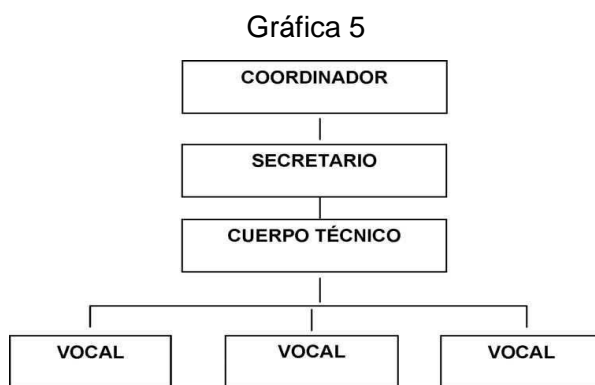 Gráfica 5
COORDINADOR
SECRETARIO
CUERPO TÉCNICO
VOCAL VOCAL VOCAL